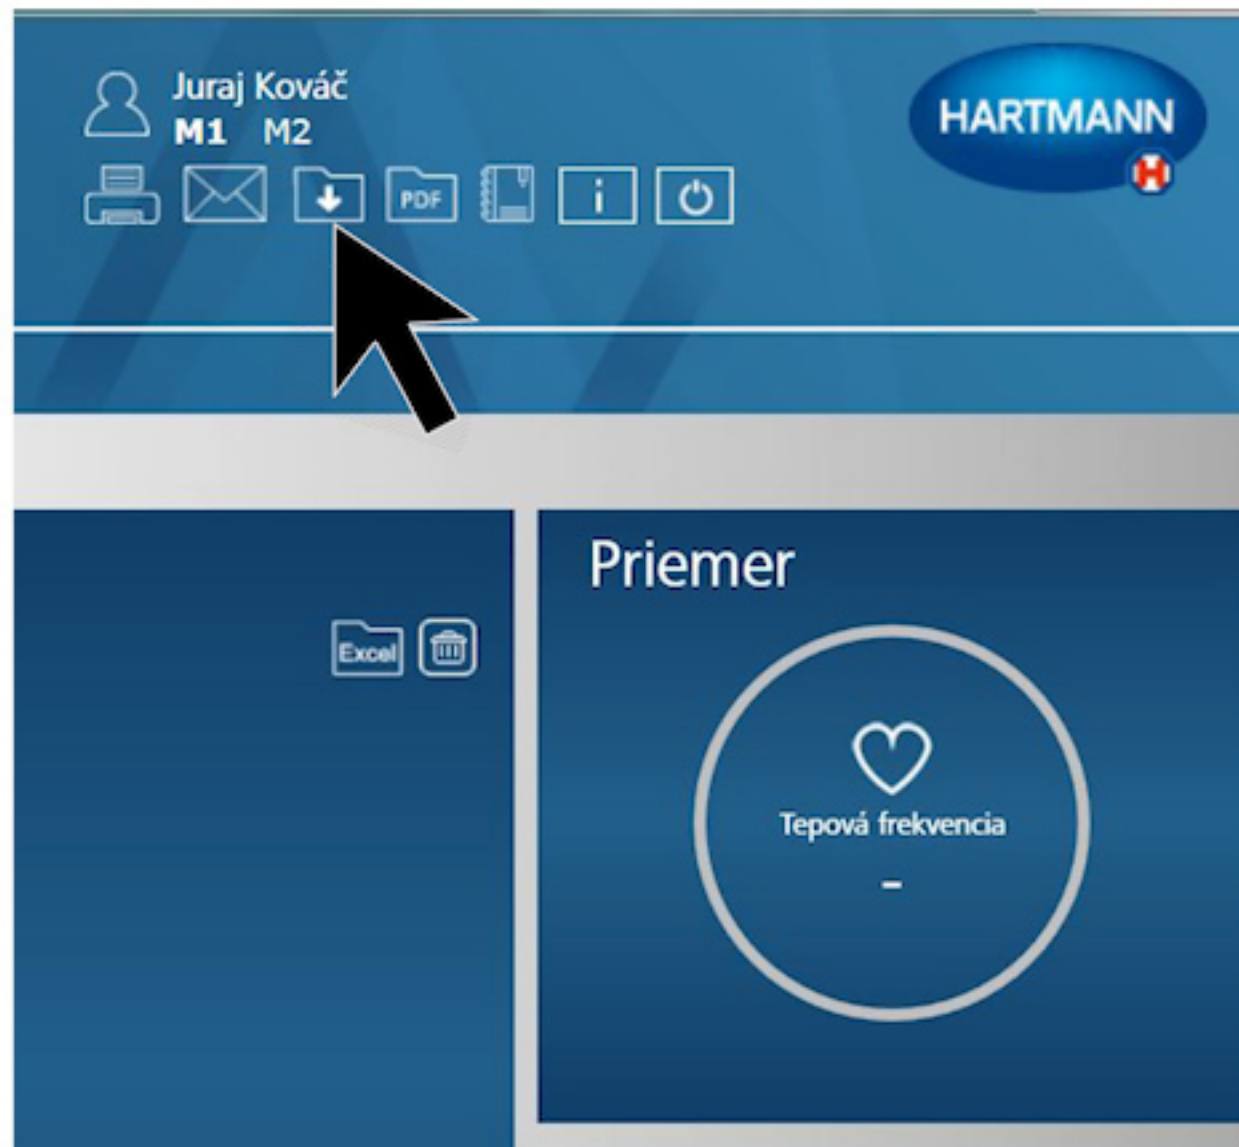 Juraj Kováč
M1 M2
HARTMANN
H
PDF
i
Priemer
Excel
Tepová frekvencia
-